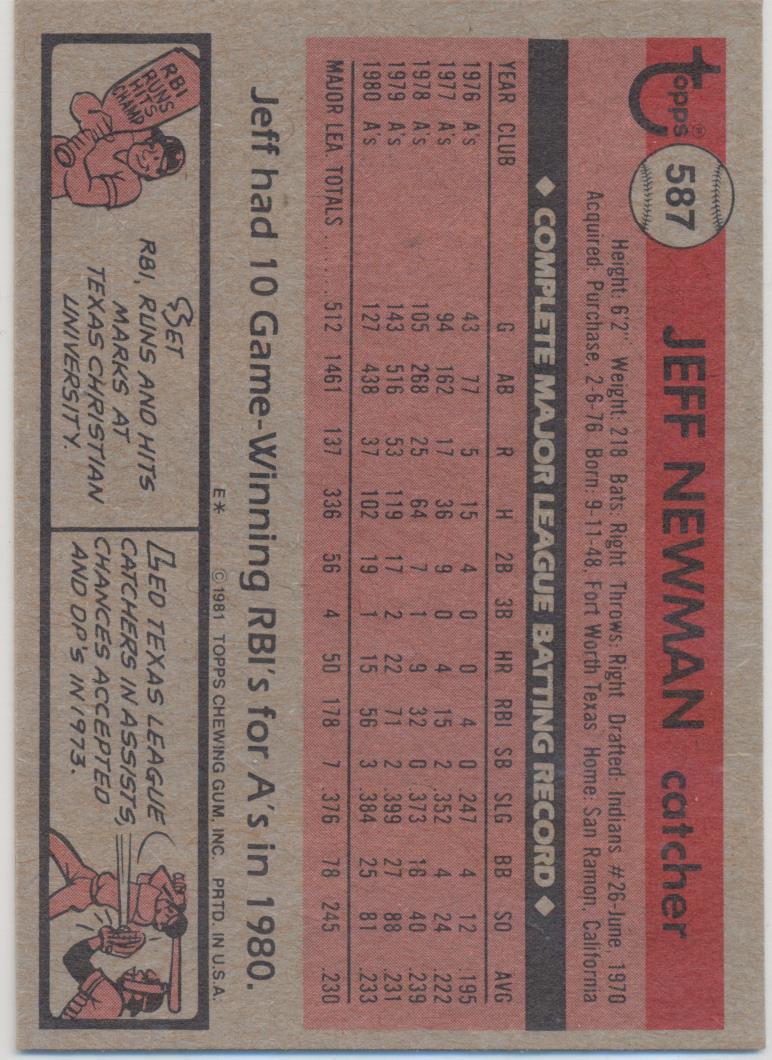 topps®
587
JEFF NEWMAN catcher
Height: 6'2" Weight: 218 Bats: Right Throws: Right Drafted: Indians #26-June, 1970
Acquired: Purchase, 2-6-76 Born: 9-11-48, Fort Worth Texas Home: San Ramon, California
◆ COMPLETE MAJOR LEAGUE BATTING RECORD ◆
YEAR CLUB G AB R H 2B 3B HR RBI SB SLG BB SO AVG
1976 A's 43 77 5 15 4 0 0 4 0 .247 4 12 .195
1977 A's 94 162 17 36 9 0 4 15 2 .352 4 24 .222
1978 A's 105 268 25 64 7 1 9 32 0 .373 18 40 .239
1979 A's 143 516 53 119 17 2 22 71 2 .399 27 88 .231
1980 A's 127 438 37 102 19 1 15 56 3 .384 25 81 .233
MAJOR LEA. TOTALS ....... 512 1461 137 336 56 4 50 178 7 .376 78 245 .230
Jeff had 10 Game-Winning RBI's for A's in 1980.
E* © 1981 TOPPS CHEWING GUM, INC. PRTD. IN U.S.A.
RBI
RUNS
HITS
CHAMP
SET
RBI, RUNS AND HITS
MARKS AT
TEXAS CHRISTIAN
UNIVERSITY.
LED TEXAS LEAGUE
CATCHERS IN ASSISTS,
CHANCES ACCEPTED
AND DP'S IN 1973.